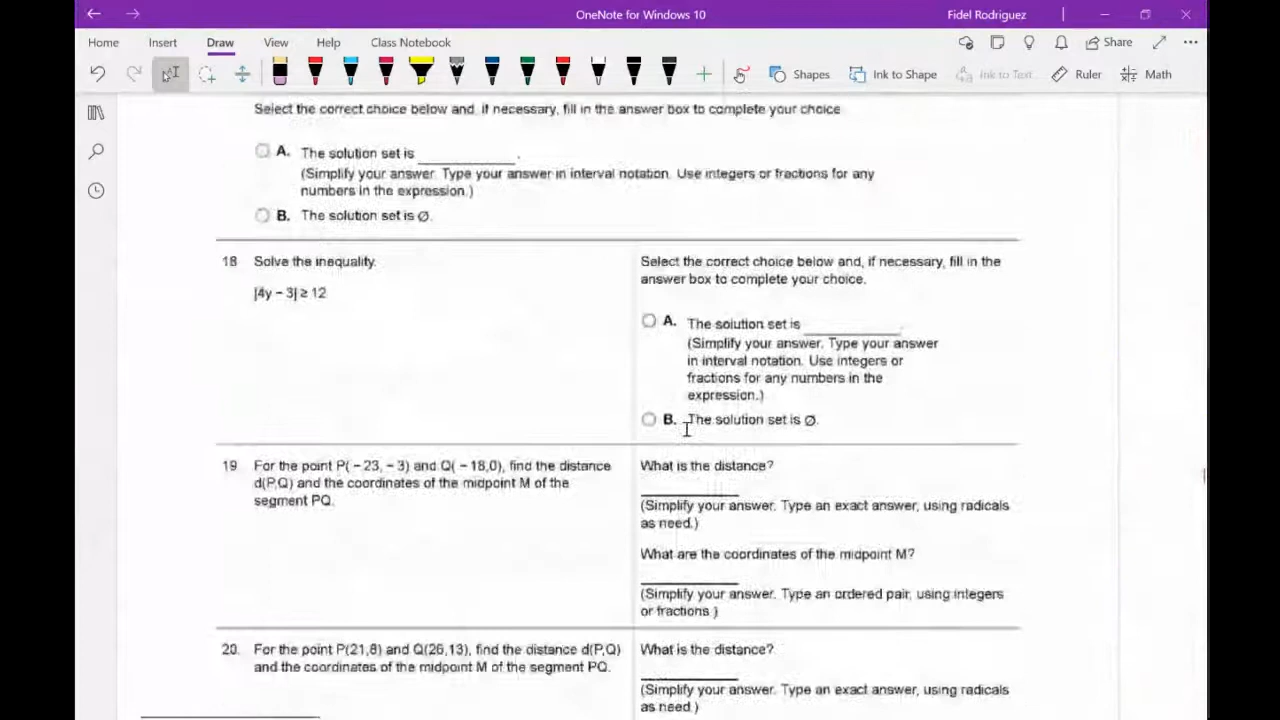 OneNote for Windows 10
Fidel Rodriguez
Home Insert Draw View Help Class Notebook
Share
Shapes Ink to Shape Ink to Text Ruler Math
Select the correct choice below and, if necessary, fill in the answer box to complete your choice
A. The solution set is ________.
(Simplify your answer. Type your answer in interval notation. Use integers or fractions for any
numbers in the expression.)
B. The solution set is ∅.
18 Solve the inequality.
|4y − 3| ≥ 12
Select the correct choice below and, if necessary, fill in the
answer box to complete your choice.
A. The solution set is ________.
(Simplify your answer. Type your answer
in interval notation. Use integers or
fractions for any numbers in the
expression.)
B. The solution set is ∅.
19 For the point P( − 23, − 3) and Q( − 18,0), find the distance
d(P,Q) and the coordinates of the midpoint M of the
segment PQ.
What is the distance?
________
(Simplify your answer. Type an exact answer, using radicals
as need.)
What are the coordinates of the midpoint M?
________
(Simplify your answer. Type an ordered pair, using integers
or fractions.)
20. For the point P(21,8) and Q(26,13), find the distance d(P,Q)
and the coordinates of the midpoint M of the segment PQ.
What is the distance?
________
(Simplify your answer. Type an exact answer, using radicals
as need.)